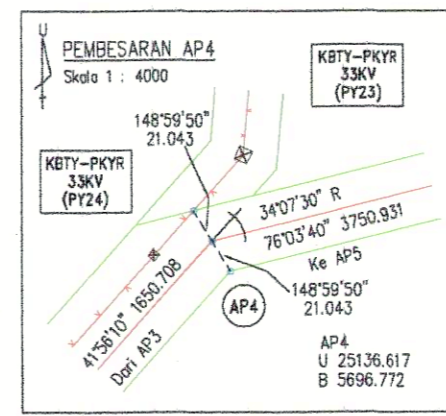 U
PEMBESARAN AP4
Skala 1 : 4000
KBTY-PKYR
33KV
(PY23)
148°59'50"
21.043
KBTY-PKYR
33KV
(PY24)
34°07'30" R
76°03'40" 3750.931
Ke AP5
41°56'10" 1650.708
Dari AP3
148°59'50"
21.043
AP4
AP4
U 25136.617
B 5696.772